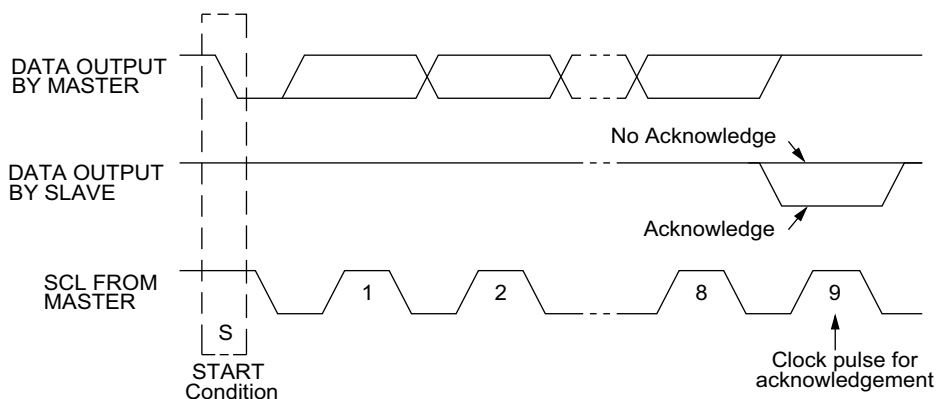 DATA OUTPUT
BY MASTER
No Acknowledge
DATA OUTPUT
BY SLAVE
Acknowledge
SCL FROM
MASTER
1
2
8
9
S
START
Condition
Clock pulse for
acknowledgement